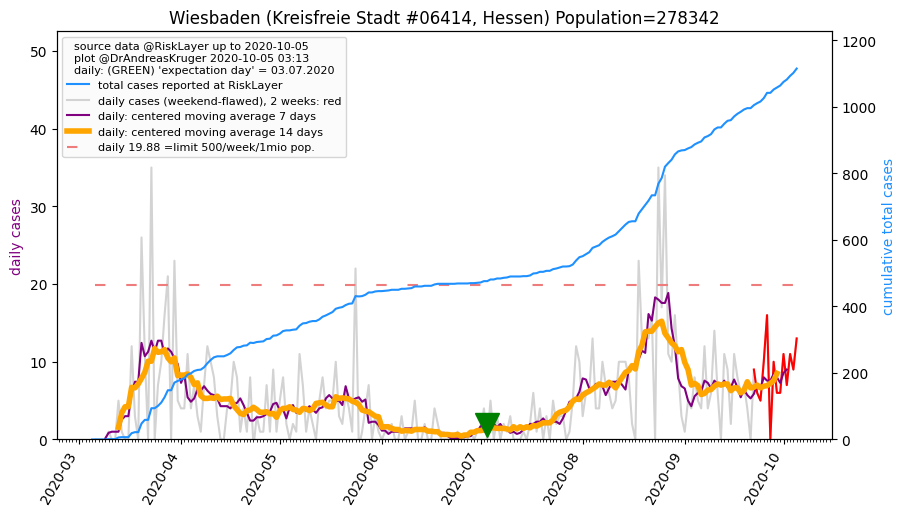 Wiesbaden (Kreisfreie Stadt #06414, Hessen) Population=278342
source data @RiskLayer up to 2020-10-05
plot @DrAndreasKruger 2020-10-05 03:13
daily: (GREEN) 'expectation day' = 03.07.2020
total cases reported at RiskLayer
daily cases (weekend-flawed), 2 weeks: red
daily: centered moving average 7 days
daily: centered moving average 14 days
daily 19.88 =limit 500/week/1mio pop.
daily cases
50
40
30
20
10
0
cumulative total cases
1200
1000
800
600
400
200
0
2020-03
2020-04
2020-05
2020-06
2020-07
2020-08
2020-09
2020-10